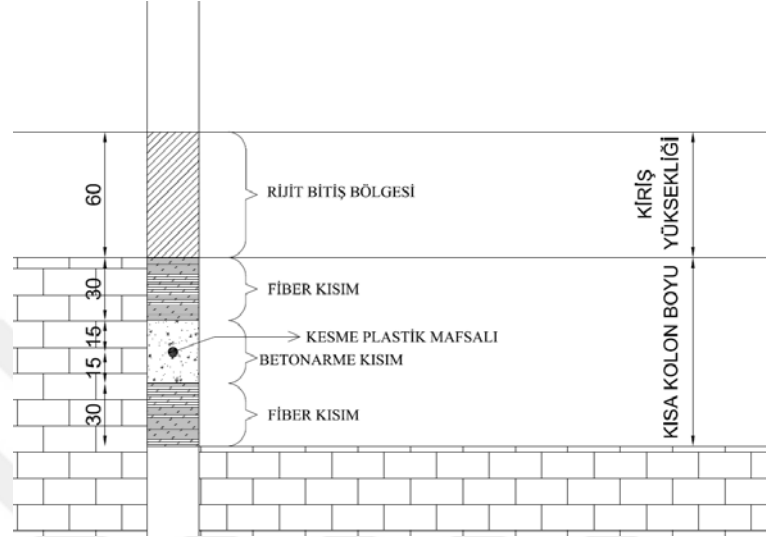 60
RİJİT BİTİŞ BÖLGESİ
KİRİŞ
YÜKSEKLİĞİ
30
FİBER KISIM
15
KESME PLASTİK MAFSALI
15
BETONARME KISIM
30
FİBER KISIM
KISA KOLON BOYU